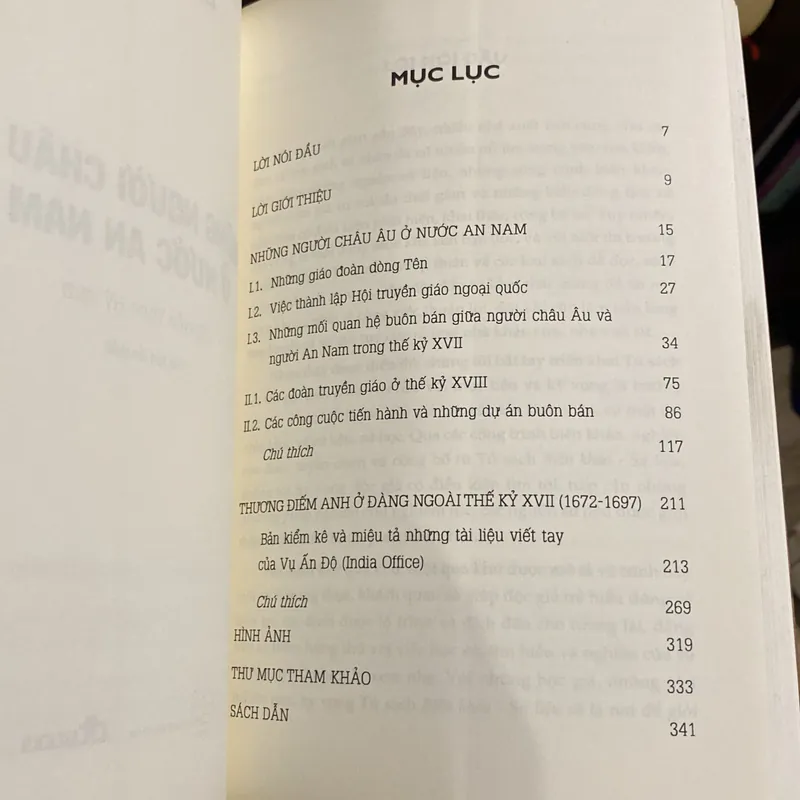 MỤC LỤC
LỜI NÓI ĐẦU 7
LỜI GIỚI THIỆU 9
NHỮNG NGƯỜI CHÂU ÂU Ở NƯỚC AN NAM 15
I.1. Những giáo đoàn dòng Tên 17
I.2. Việc thành lập Hội truyền giáo ngoại quốc 27
I.3. Những mối quan hệ buôn bán giữa người châu Âu và
người An Nam trong thế kỷ XVII 34
II.1. Các đoàn truyền giáo ở thế kỷ XVIII 75
II.2. Các công cuộc tiến hành và những dự án buôn bán 86
Chú thích 117
THƯƠNG ĐIẾM ANH Ở ĐÀNG NGOÀI THẾ KỶ XVII (1672-1697) 211
Bản kiểm kê và miêu tả những tài liệu viết tay
của Vụ Ấn Độ (India Office) 213
Chú thích 269
HÌNH ẢNH 319
THƯ MỤC THAM KHẢO 333
SÁCH DẪN 341